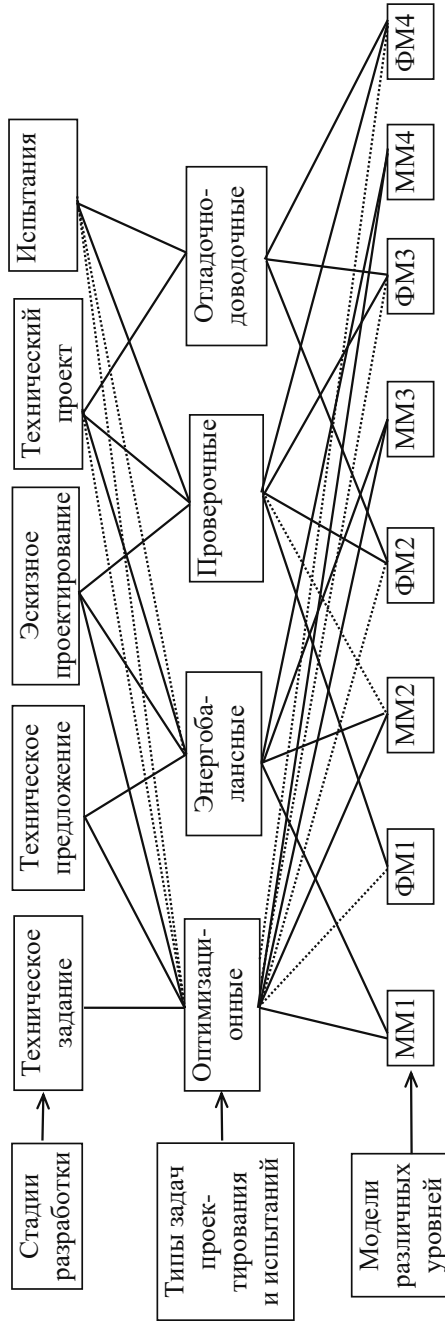 Стадии
разработки
Техническое
задание
Техническое
предложение
Эскизное
проектирование
Технический
проект
Испытания
Типы задач
проек-
тирования
и испытаний
Оптимизаци-
онные
Энергоба-
лансные
Проверочные
Отладочно-
доводочные
Модели
различных
уровней
ММ1
ФМ1
ММ2
ФМ2
ММ3
ФМ3
ММ4
ФМ4